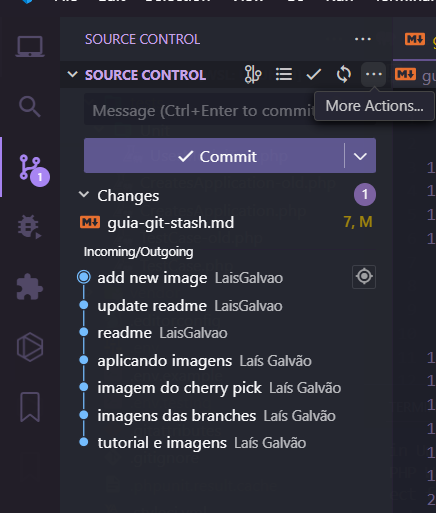 SOURCE CONTROL
SOURCE CONTROL
Message (Ctrl+Enter to commit
More Actions...
Commit
Changes 1
guia-git-stash.md 7, M
Incoming/Outgoing
add new image LaisGalvao
update readme LaisGalvao
readme LaisGalvao
aplicando imagens Laís Galvão
imagem do cherry pick Laís Galvão
imagens das branches Laís Galvão
tutorial e imagens Laís Galvão
1